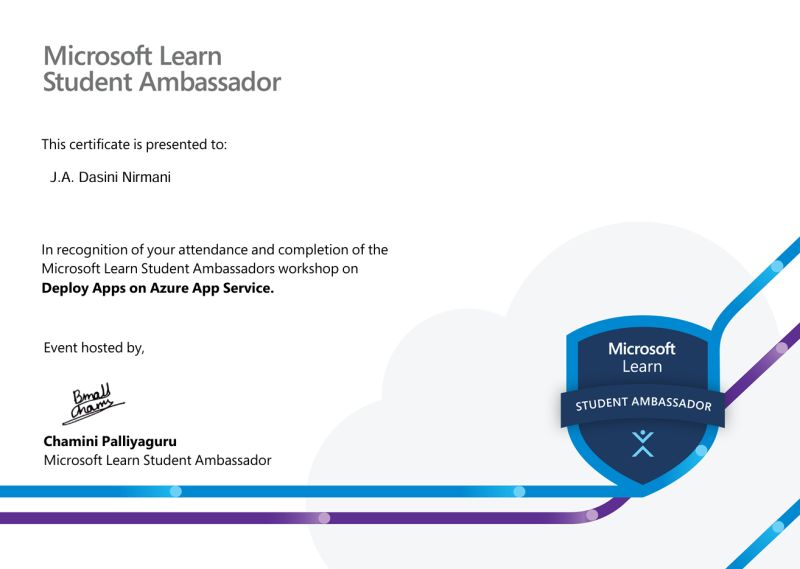 Microsoft Learn
Student Ambassador
This certificate is presented to:
J.A. Dasini Nirmani
In recognition of your attendance and completion of the
Microsoft Learn Student Ambassadors workshop on
Deploy Apps on Azure App Service.
Event hosted by,
Chamini Palliyaguru
Microsoft Learn Student Ambassador
Microsoft
Learn
STUDENT AMBASSADOR